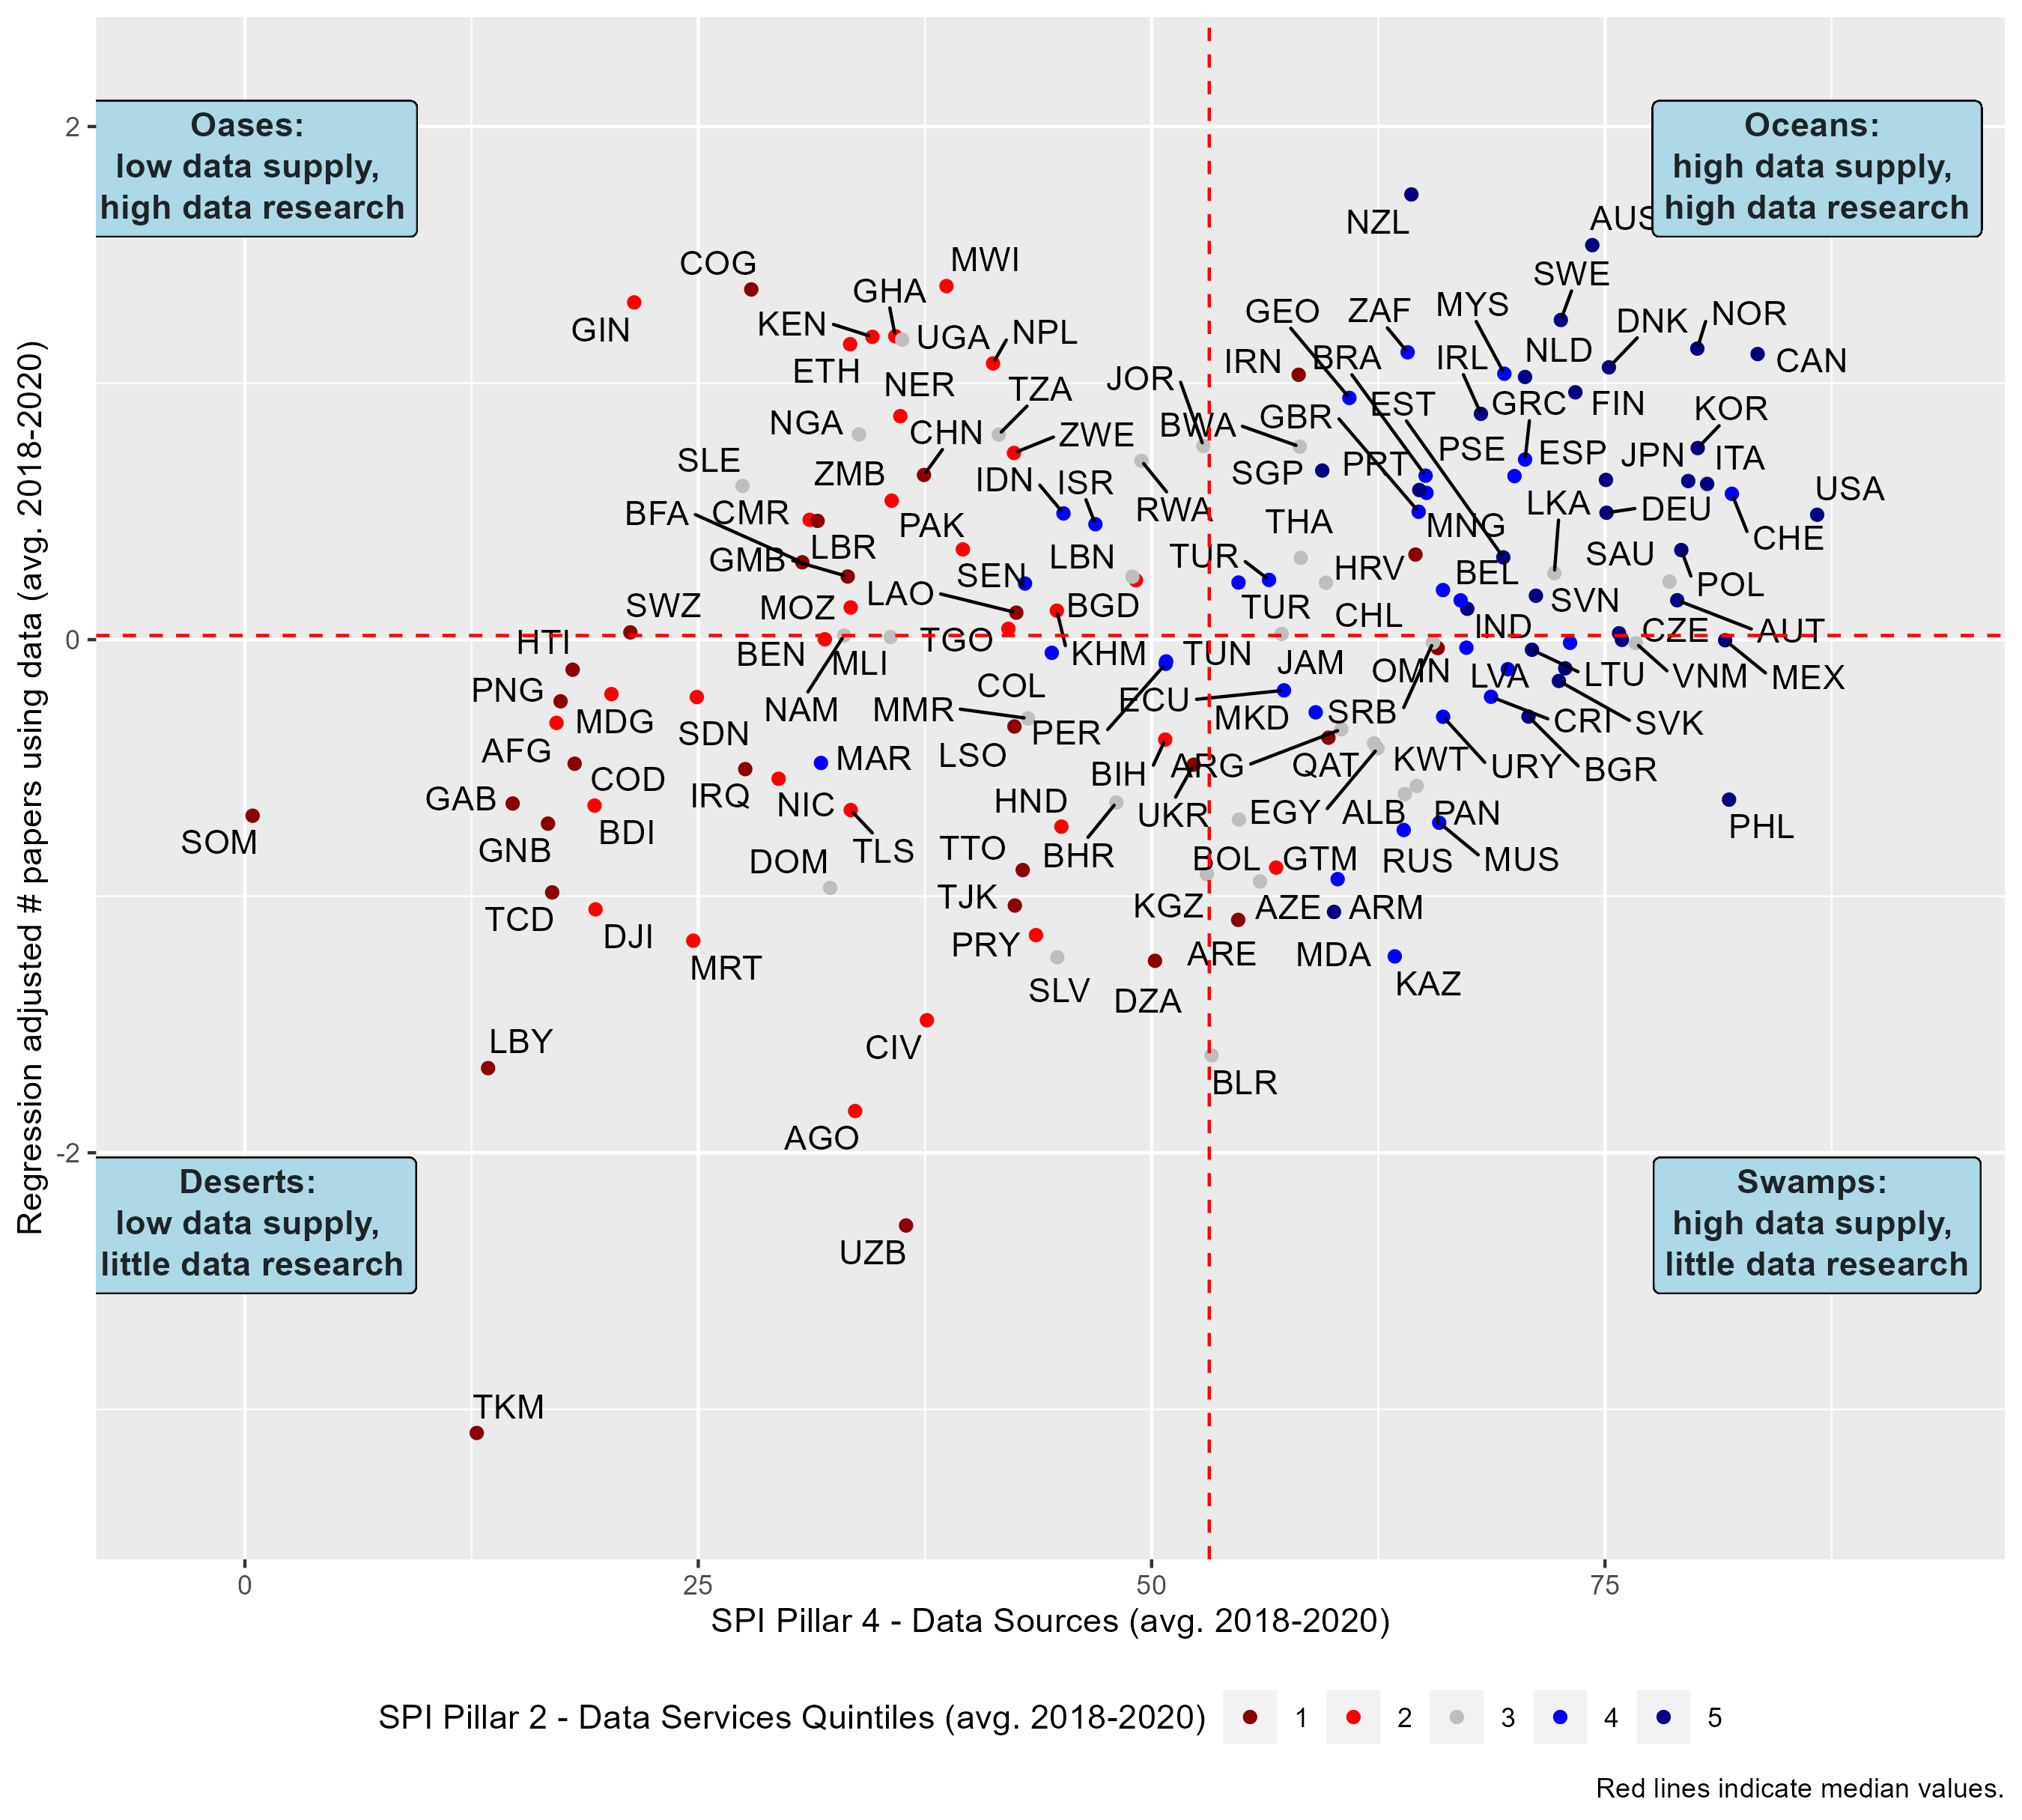 Oases:
low data supply,
high data research
Oceans:
high data supply,
high data research
2
0
-2
Regression adjusted # papers using data (avg. 2018-2020)
NZL
AUS
COG
MWI
SWE
GHA
GIN
KEN
UGA
NPL
GEO
ZAF
MYS
DNK
NOR
ETH
NER
TZA
JOR
IRN
BRA
IRL
NLD
CAN
NGA
CHN
ZWE
BWA
GBR
EST
GRC
FIN
KOR
SLE
ZMB
IDN
ISR
SGP
PRT
PSE
ESP
JPN
ITA
USA
BFA
CMR
PAK
RWA
THA
MNG
LKA
DEU
CHE
GMB
LBR
SEN
LBN
TUR
HRV
BEL
SAU
POL
SWZ
MOZ
LAO
BGD
TUR
CHL
SVN
HTI
BEN
MLI
TGO
KHM
TUN
JAM
IND
CZE
AUT
PNG
MDG
NAM
COL
OMN
LVA
LTU
VNM
MEX
SDN
MMR
PER
ECU
MKD
SRB
CRI
SVK
AFG
COD
MAR
LSO
BIH
ARG
QAT
KWT
URY
BGR
GAB
IRQ
NIC
HND
UKR
EGY
ALB
PAN
PHL
SOM
GNB
BDI
DOM
TLS
TTO
BHR
BOL
GTM
RUS
MUS
TCD
DJI
TJK
KGZ
AZE
ARM
MRT
PRY
ARE
MDA
KAZ
SLV
DZA
LBY
CIV
BLR
AGO
UZB
TKM
Deserts:
low data supply,
little data research
Swamps:
high data supply,
little data research
0
25
50
75
SPI Pillar 4 - Data Sources (avg. 2018-2020)
SPI Pillar 2 - Data Services Quintiles (avg. 2018-2020) 1 2 3 4 5
Red lines indicate median values.